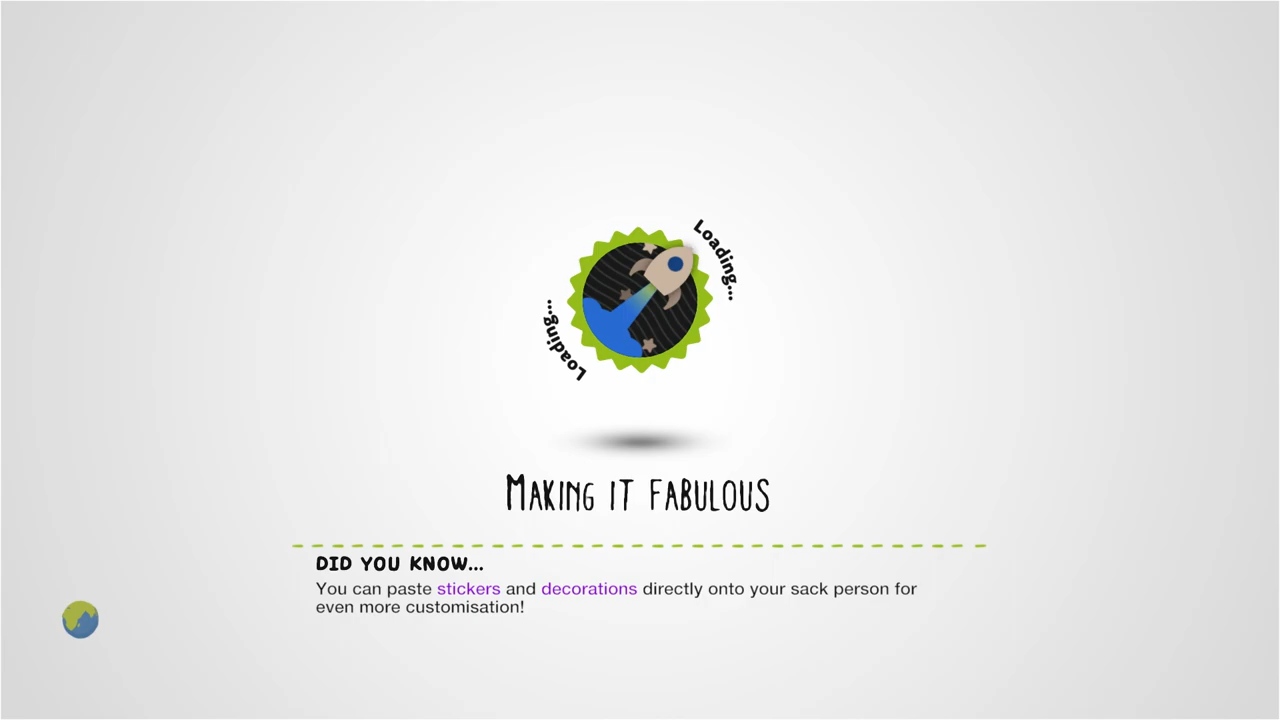 Loading...
Loading...
Making it fabulous
DID YOU KNOW...
You can paste stickers and decorations directly onto your sack person for
even more customisation!